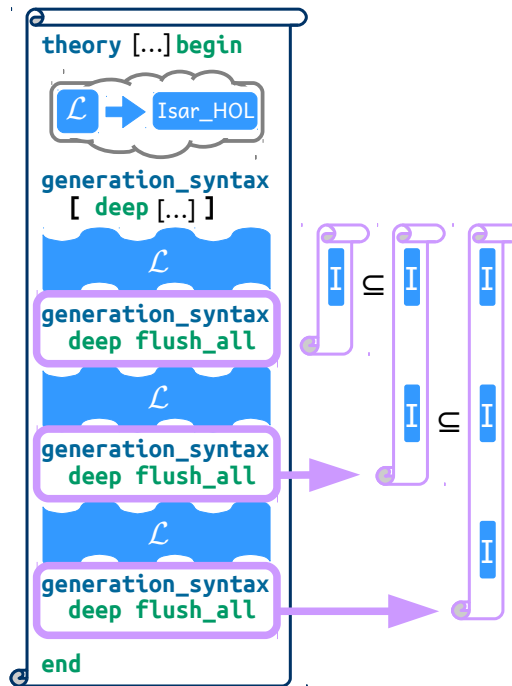 theory [...] begin
ℒ Isar_HOL
generation_syntax
[ deep [...] ]
ℒ
generation_syntax
deep flush_all
ℒ
generation_syntax
deep flush_all
ℒ
generation_syntax
deep flush_all
end
I ⊆ I I
I ⊆ I
I